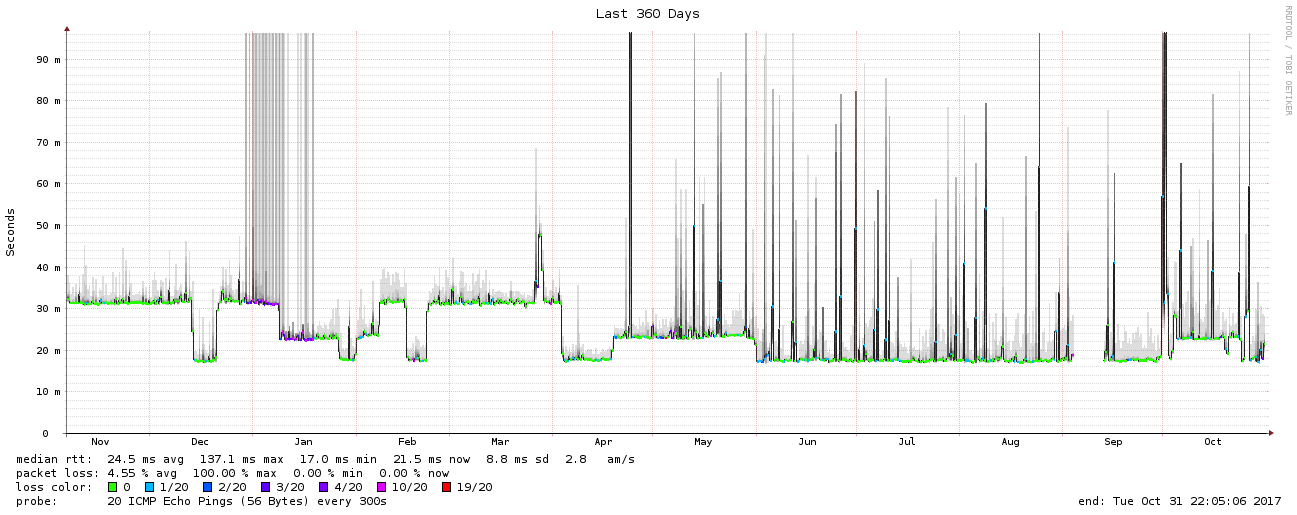 Last 360 Days
RRDTOOL / TOBI OETIKER
Seconds
90 m
80 m
70 m
60 m
50 m
40 m
30 m
20 m
10 m
0
Nov Dec Jan Feb Mar Apr May Jun Jul Aug Sep Oct
median rtt: 24.5 ms avg 137.1 ms max 17.0 ms min 21.5 ms now 8.8 ms sd 2.8 am/s
packet loss: 4.55 % avg 100.00 % max 0.00 % min 0.00 % now
loss color: 0 1/20 2/20 3/20 4/20 10/20 19/20
probe: 20 ICMP Echo Pings (56 Bytes) every 300s end: Tue Oct 31 22:05:06 2017